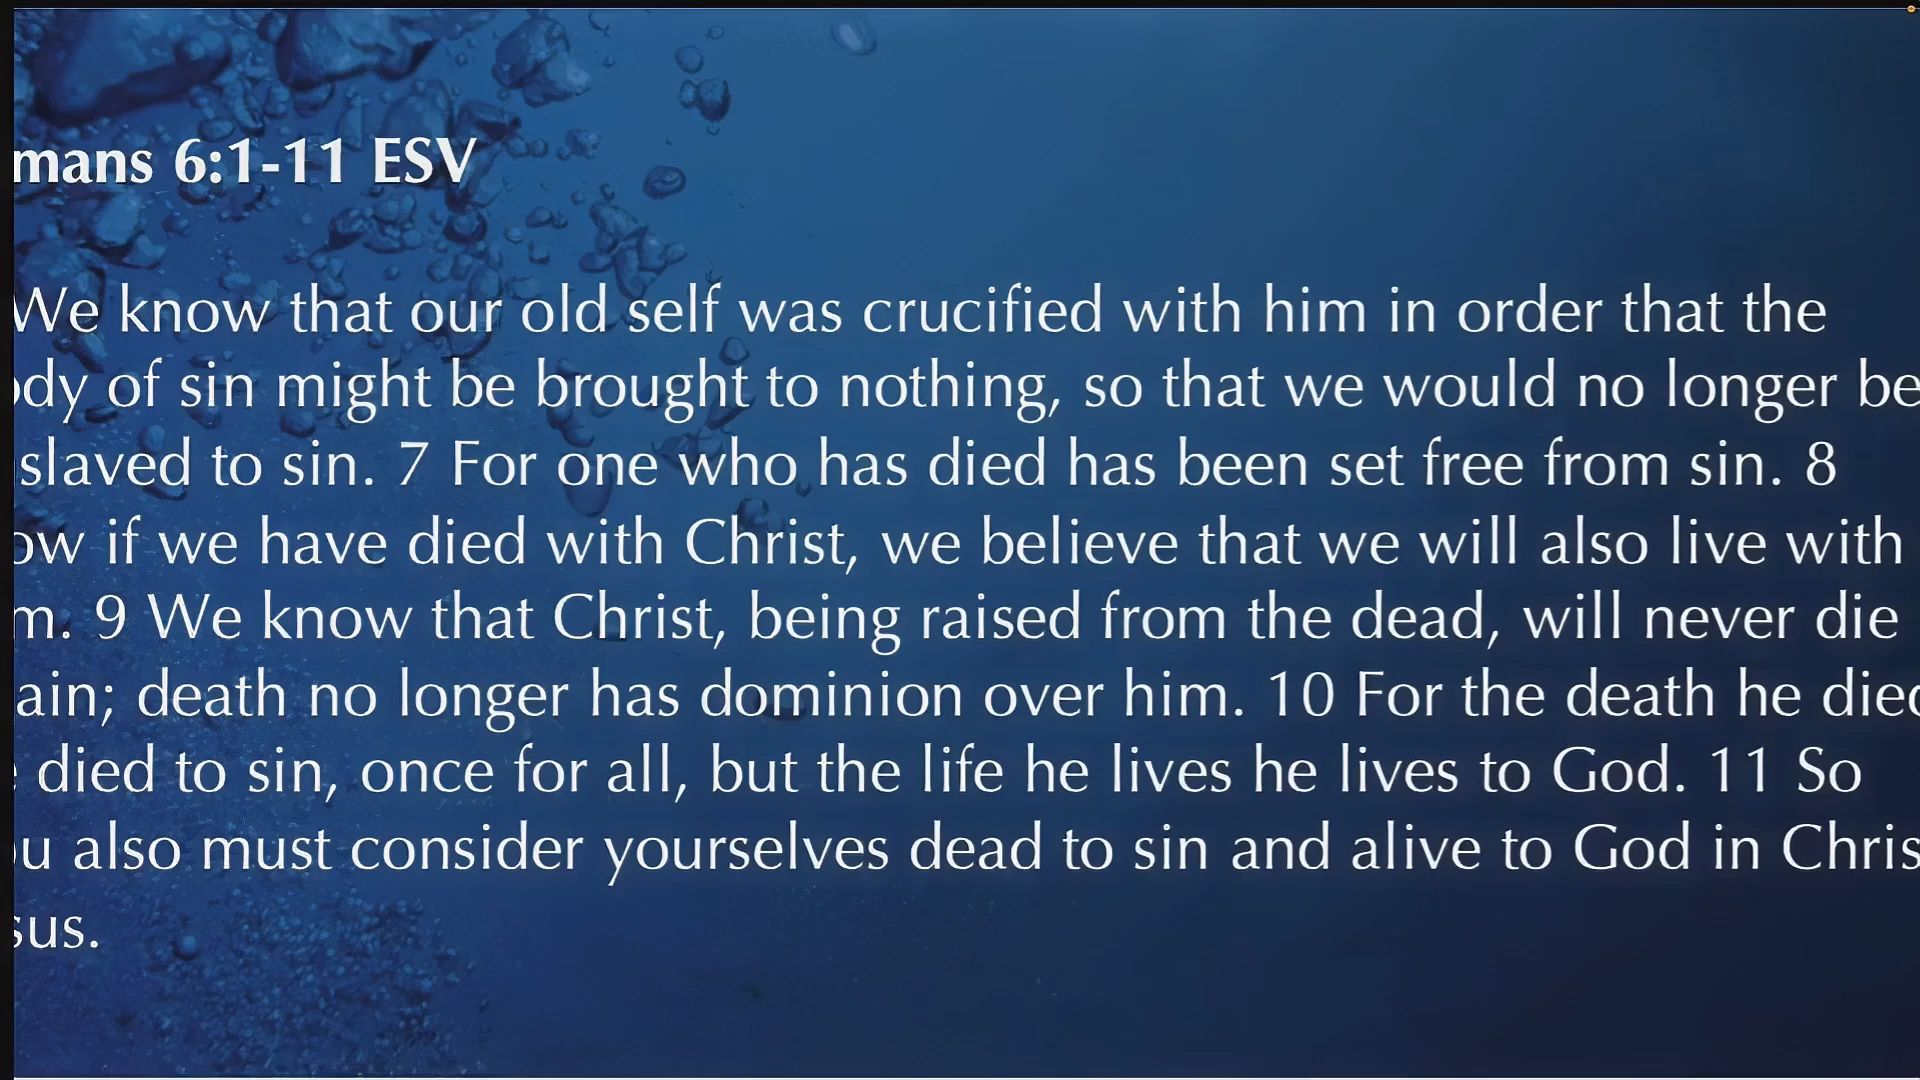 mans 6:1-11 ESV
We know that our old self was crucified with him in order that the
ody of sin might be brought to nothing, so that we would no longer be
slaved to sin. 7 For one who has died has been set free from sin. 8
ow if we have died with Christ, we believe that we will also live with
m. 9 We know that Christ, being raised from the dead, will never die
ain; death no longer has dominion over him. 10 For the death he died
e died to sin, once for all, but the life he lives he lives to God. 11 So
ou also must consider yourselves dead to sin and alive to God in Chris
sus.